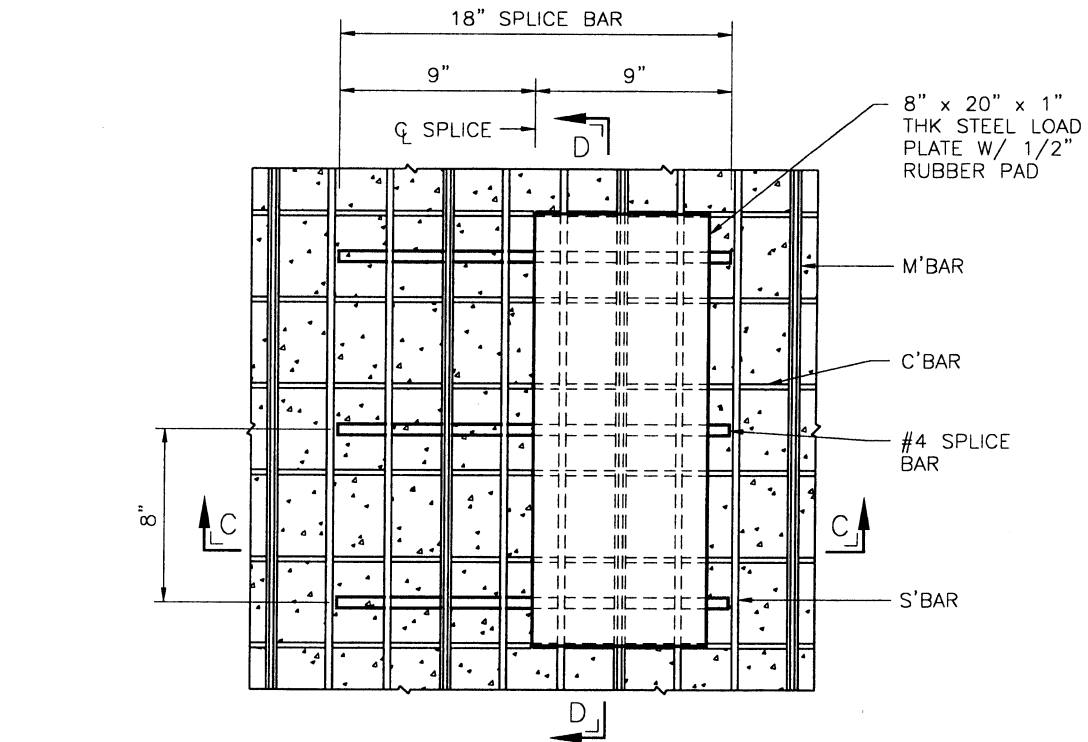 18" SPLICE BAR
9"
9"
℄ SPLICE
D
8" x 20" x 1"
THK STEEL LOAD
PLATE W/ 1/2"
RUBBER PAD
M'BAR
C'BAR
#4 SPLICE
BAR
8"
C
C
S'BAR
D